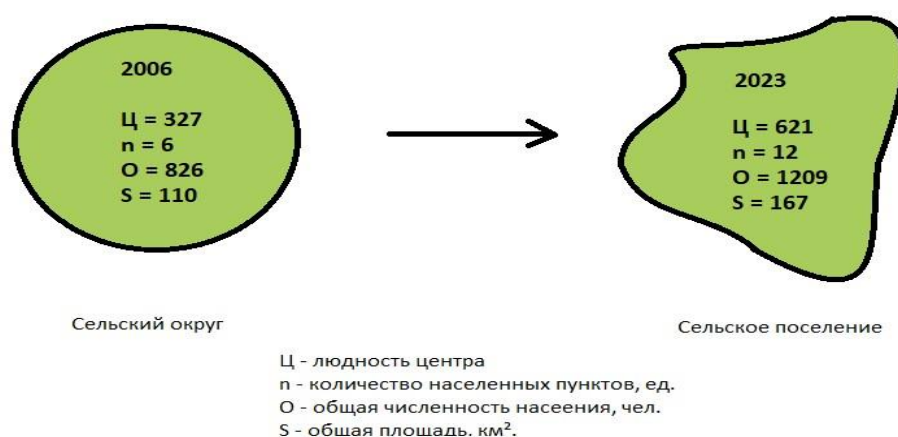 2006
Ц = 327
n = 6
О = 826
S = 110
2023
Ц = 621
n = 12
О = 1209
S = 167
Сельский округ
Сельское поселение
Ц - людность центра
n - количество населенных пунктов, ед.
О - общая численность насеения, чел.
S - общая площадь, км².